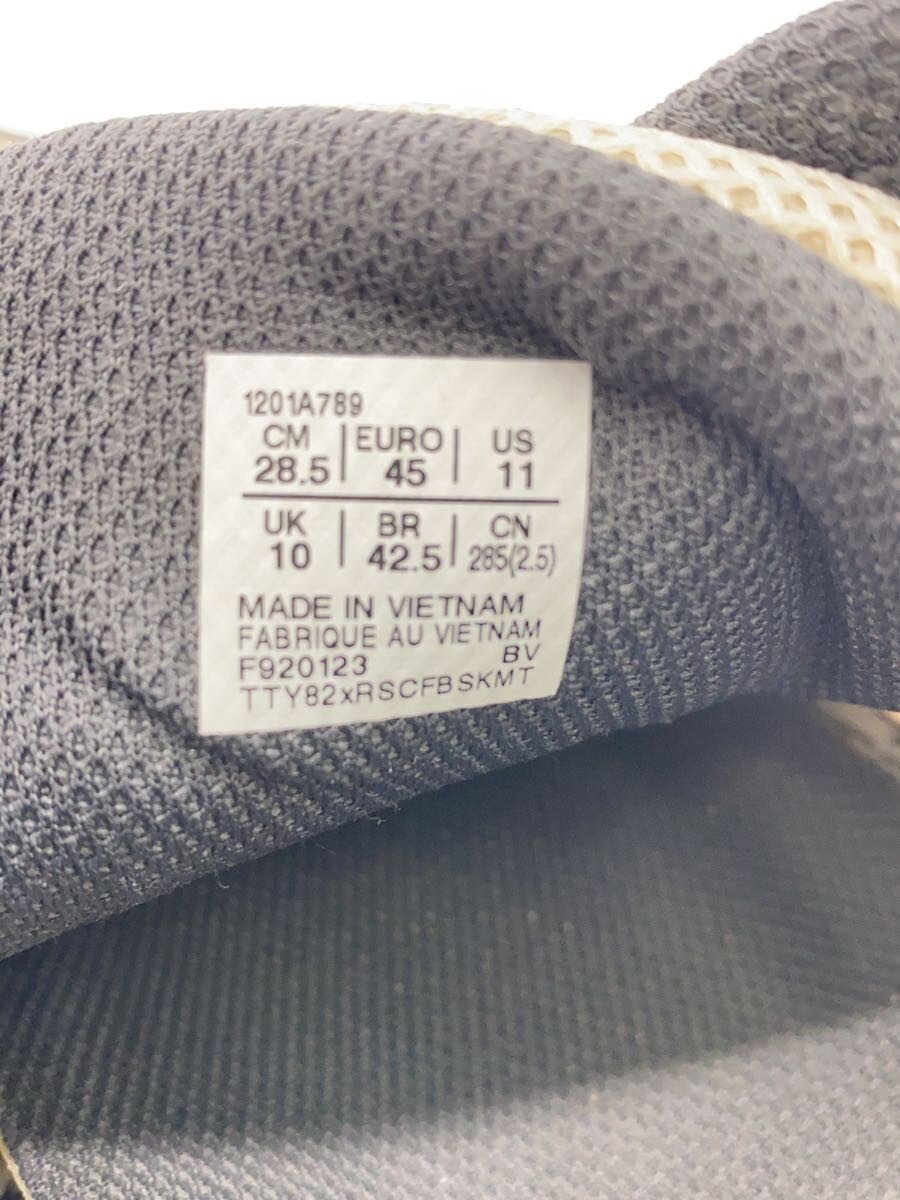 1201A789
CM | EURO | US
28.5 | 45 | 11
UK | BR | CN
10 | 42.5 | 285(2.5)
MADE IN VIETNAM
FABRIQUE AU VIETNAM
F920123 BV
TTY82xRSCFBSKMT